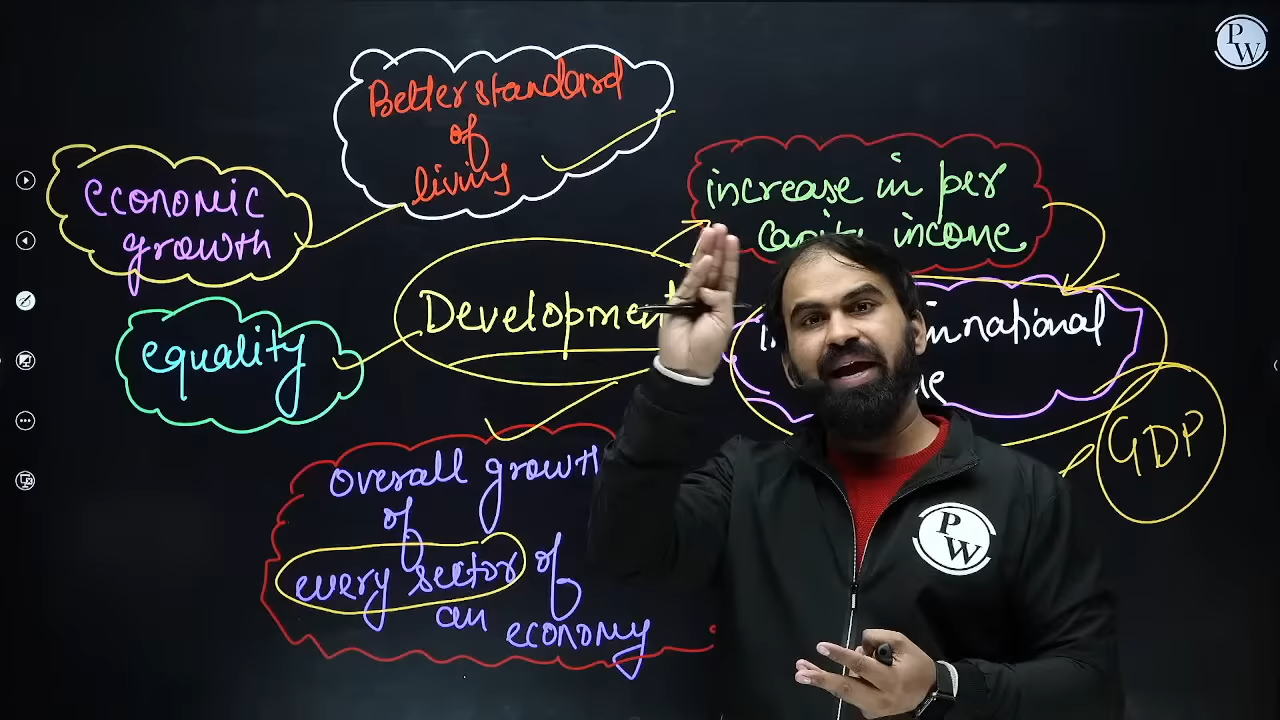 PW
Better standard
of
living
economic
growth
increase in per
capita income
equality
Development
national
GDP
overall growth
of
every sector of
an economy
PW